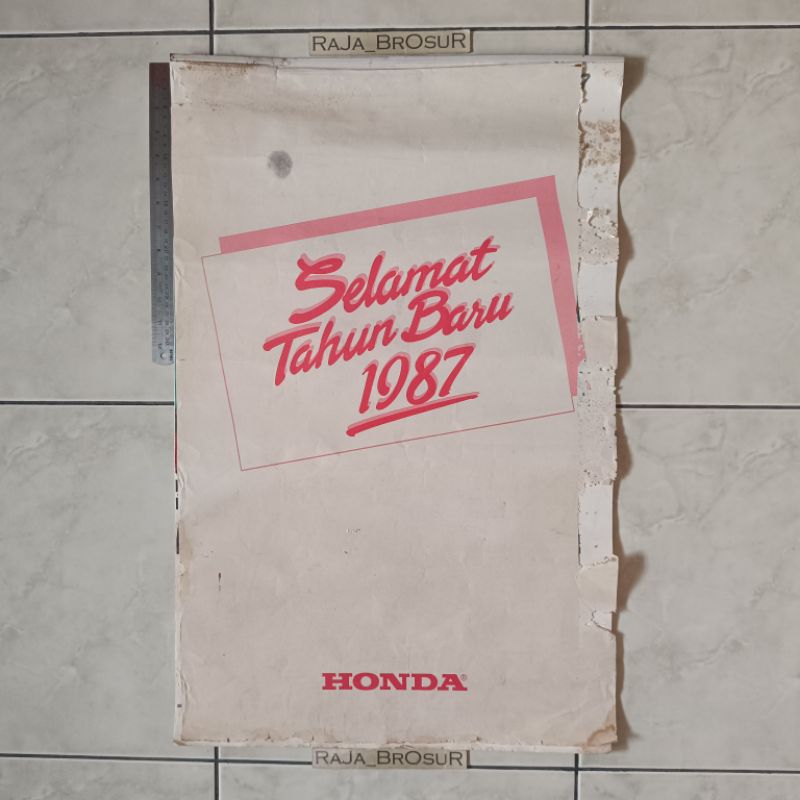 RAJA_BROSUR
Selamat
Tahun Baru
1987
HONDA®
RAJA_BROSUR